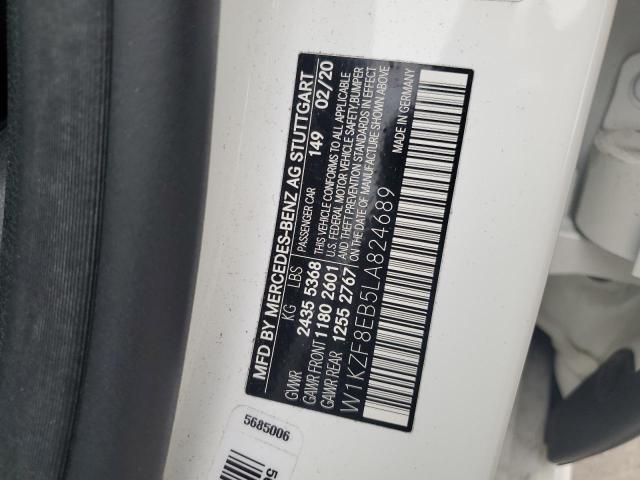 MFD BY MERCEDES-BENZ AG STUTTGART
PASSENGER CAR 149 02/20
KG LBS
GVWR 2435 5368
GAWR FRONT 1180 2601
GAWR REAR 1255 2767
THIS VEHICLE CONFORMS TO ALL APPLICABLE
U.S. FEDERAL MOTOR VEHICLE SAFETY, BUMPER
AND THEFT PREVENTION STANDARDS IN EFFECT
ON THE DATE OF MANUFACTURE SHOWN ABOVE
MADE IN GERMANY
W1KZF8EB5LA824689
5685006